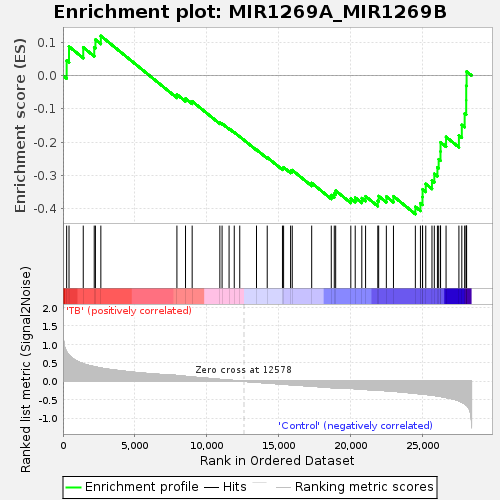 Enrichment plot: MIR1269A_MIR1269B
Enrichment score (ES)
0.1
0.0
-0.1
-0.2
-0.3
-0.4
'TB' (positively correlated)
Ranked list metric (Signal2Noise)
2.0
1.5
1.0
0.5
0.0
-0.5
-1.0
Zero cross at 12578
'Control' (negatively correlated)
0 5,000 10,000 15,000 20,000 25,000
Rank in Ordered Dataset
Enrichment profile Hits Ranking metric scores